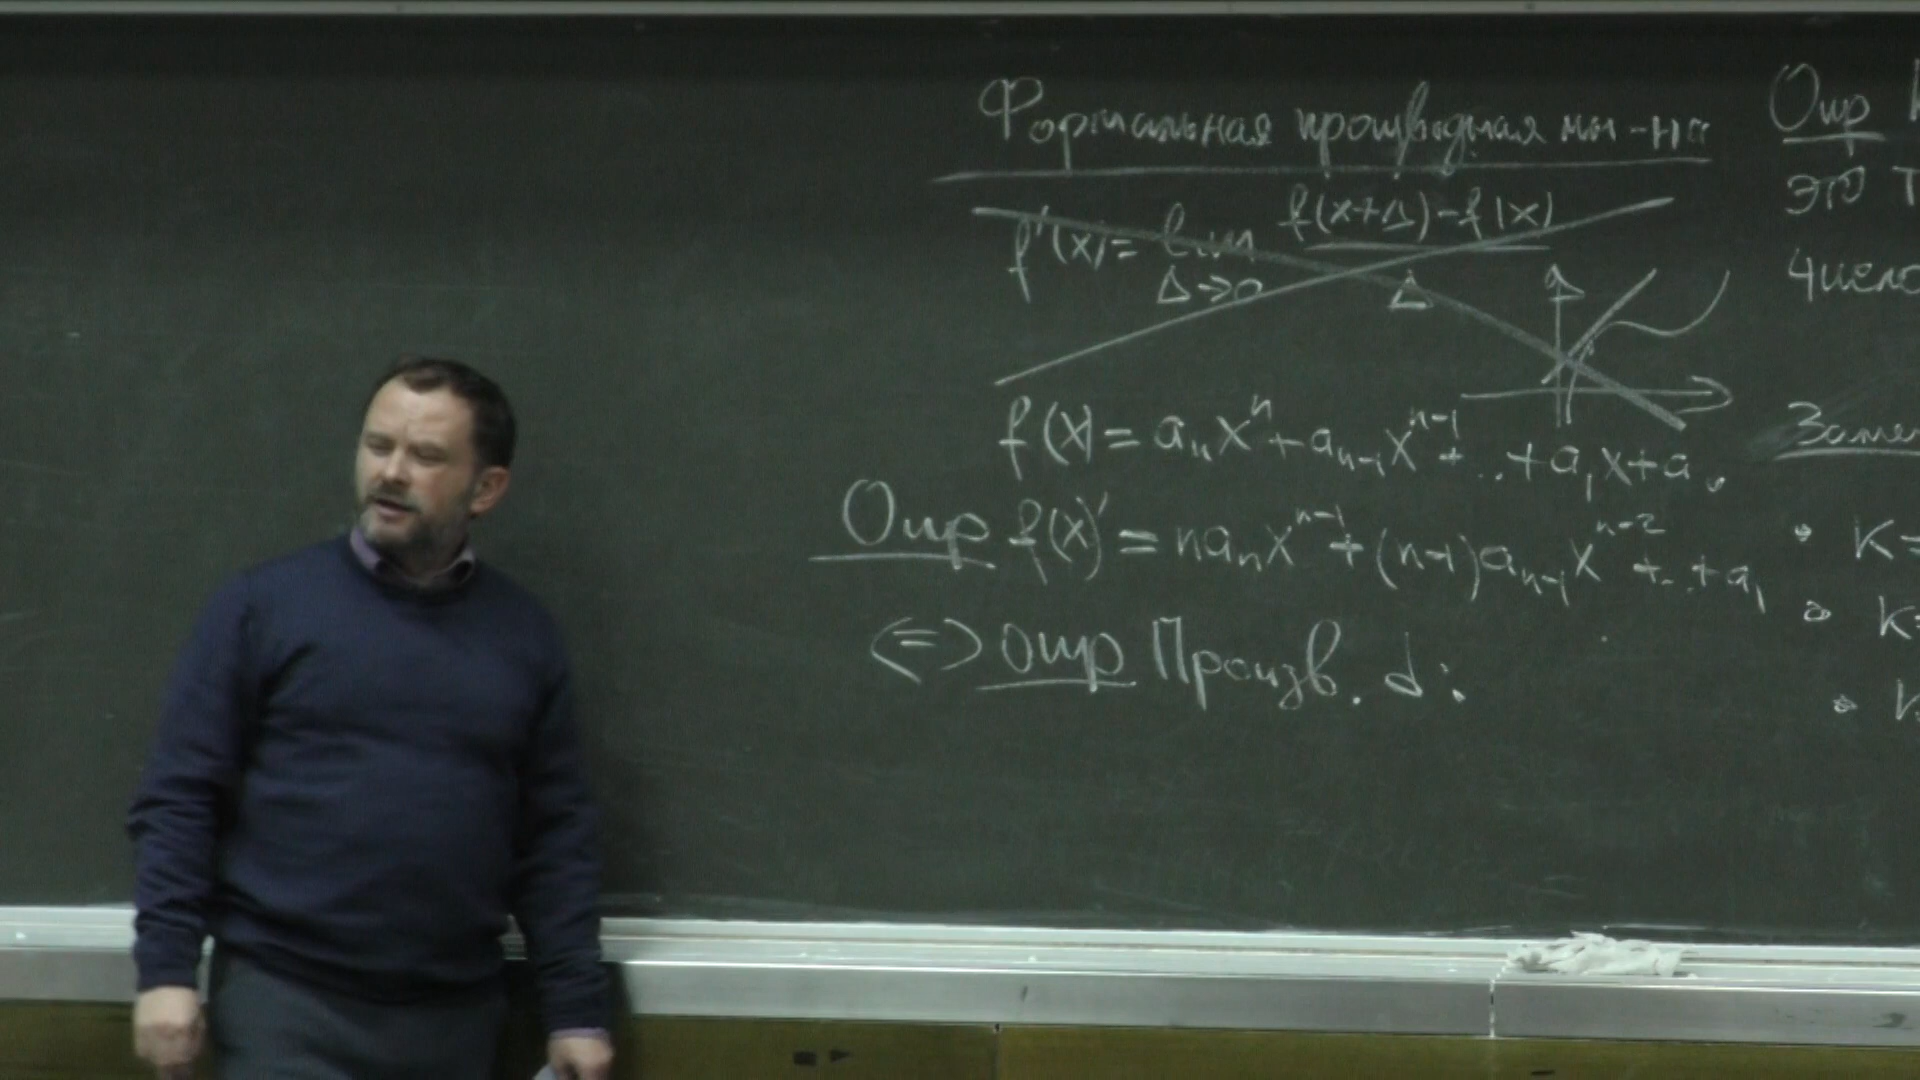 Формальная производная мн-на
f'(x) = lim Δ→0 f(x+Δ)-f(x) / Δ
f(x) = aₙxⁿ + aₙ₋₁xⁿ⁻¹ + ... + a₁x + a₀
Опр f(x)' = naₙxⁿ⁻¹ + (n-1)aₙ₋₁xⁿ⁻² + ... + a₁
(=) опр Произв. d:
Опр
это
• K=
• K=
•